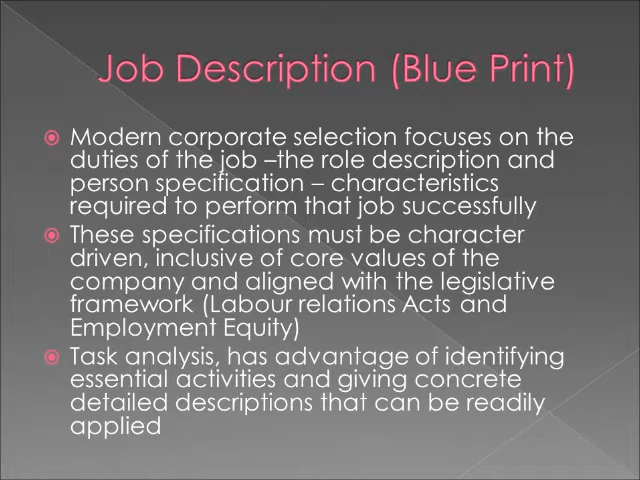 Job Description (Blue Print)
Modern corporate selection focuses on the
duties of the job –the role description and
person specification – characteristics
required to perform that job successfully
These specifications must be character
driven, inclusive of core values of the
company and aligned with the legislative
framework (Labour relations Acts and
Employment Equity)
Task analysis, has advantage of identifying
essential activities and giving concrete
detailed descriptions that can be readily
applied